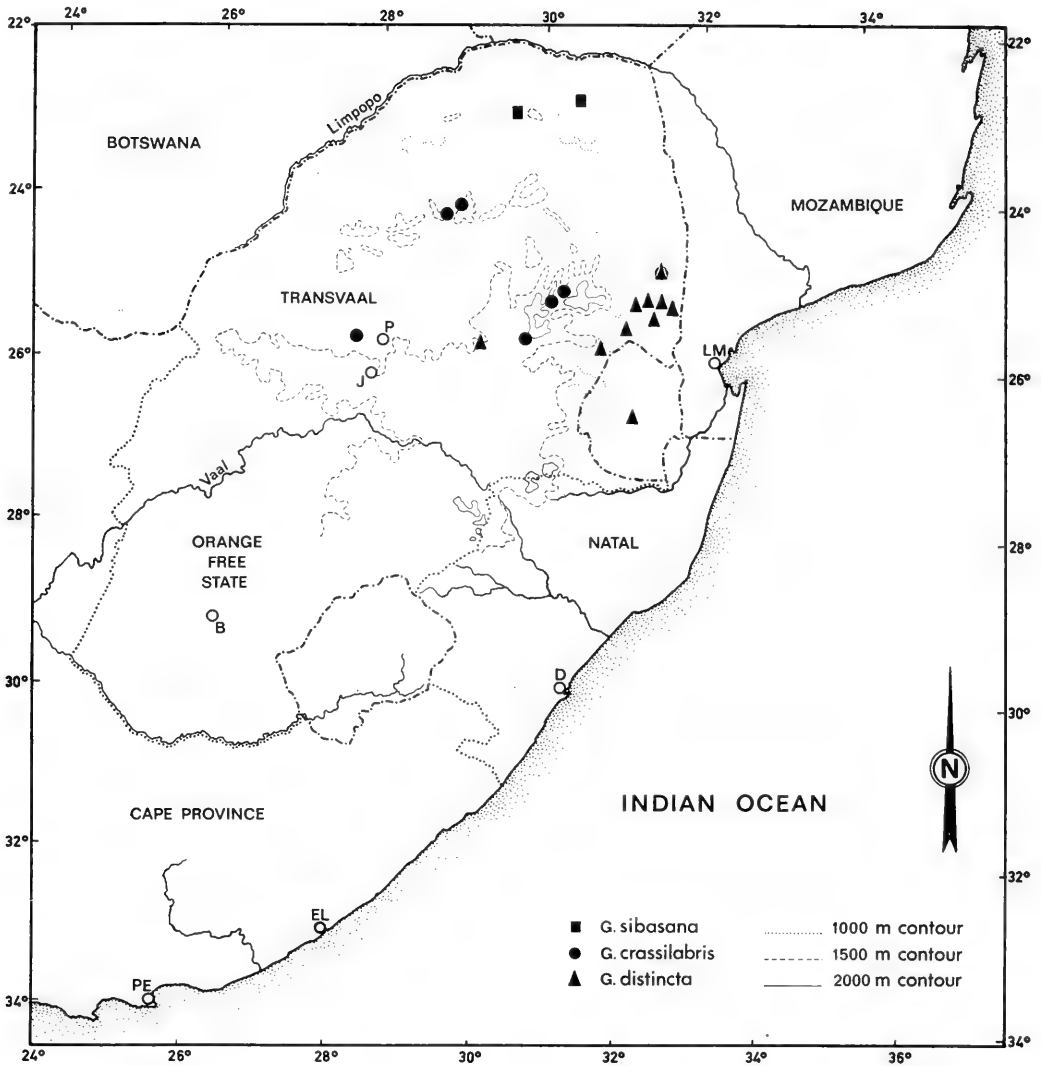 24° 26° 28° 30° 32° 34° 36°
22° 22°
Limpopo
BOTSWANA
24° 24°
MOZAMBIQUE
TRANSVAAL
P
26° LM 26°
J
Vaal
28° 28°
ORANGE
FREE
STATE
NATAL
B
30° D 30°
N
INDIAN OCEAN
CAPE PROVINCE
32° 32°
EL
G. sibasana 1000 m contour
G. crassilabris 1500 m contour
G. distincta 2000 m contour
PE
34° 34°
24° 26° 28° 30° 32° 34° 36°